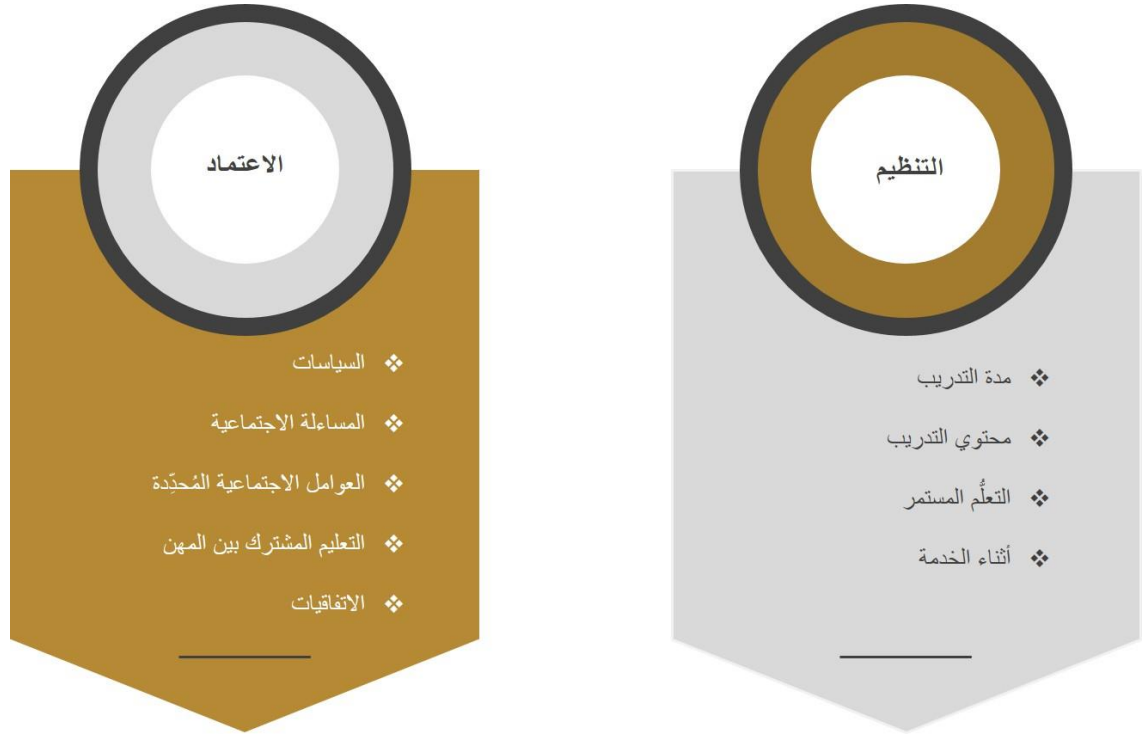 التنظيم
❖ مدة التدريب
❖ محتوي التدريب
❖ التعلُّم المستمر
❖ أثناء الخدمة
الاعتماد
❖ السياسات
❖ المساءلة الاجتماعية
❖ العوامل الاجتماعية المُحدِّدة
❖ التعليم المشترك بين المهن
❖ الاتفاقيات